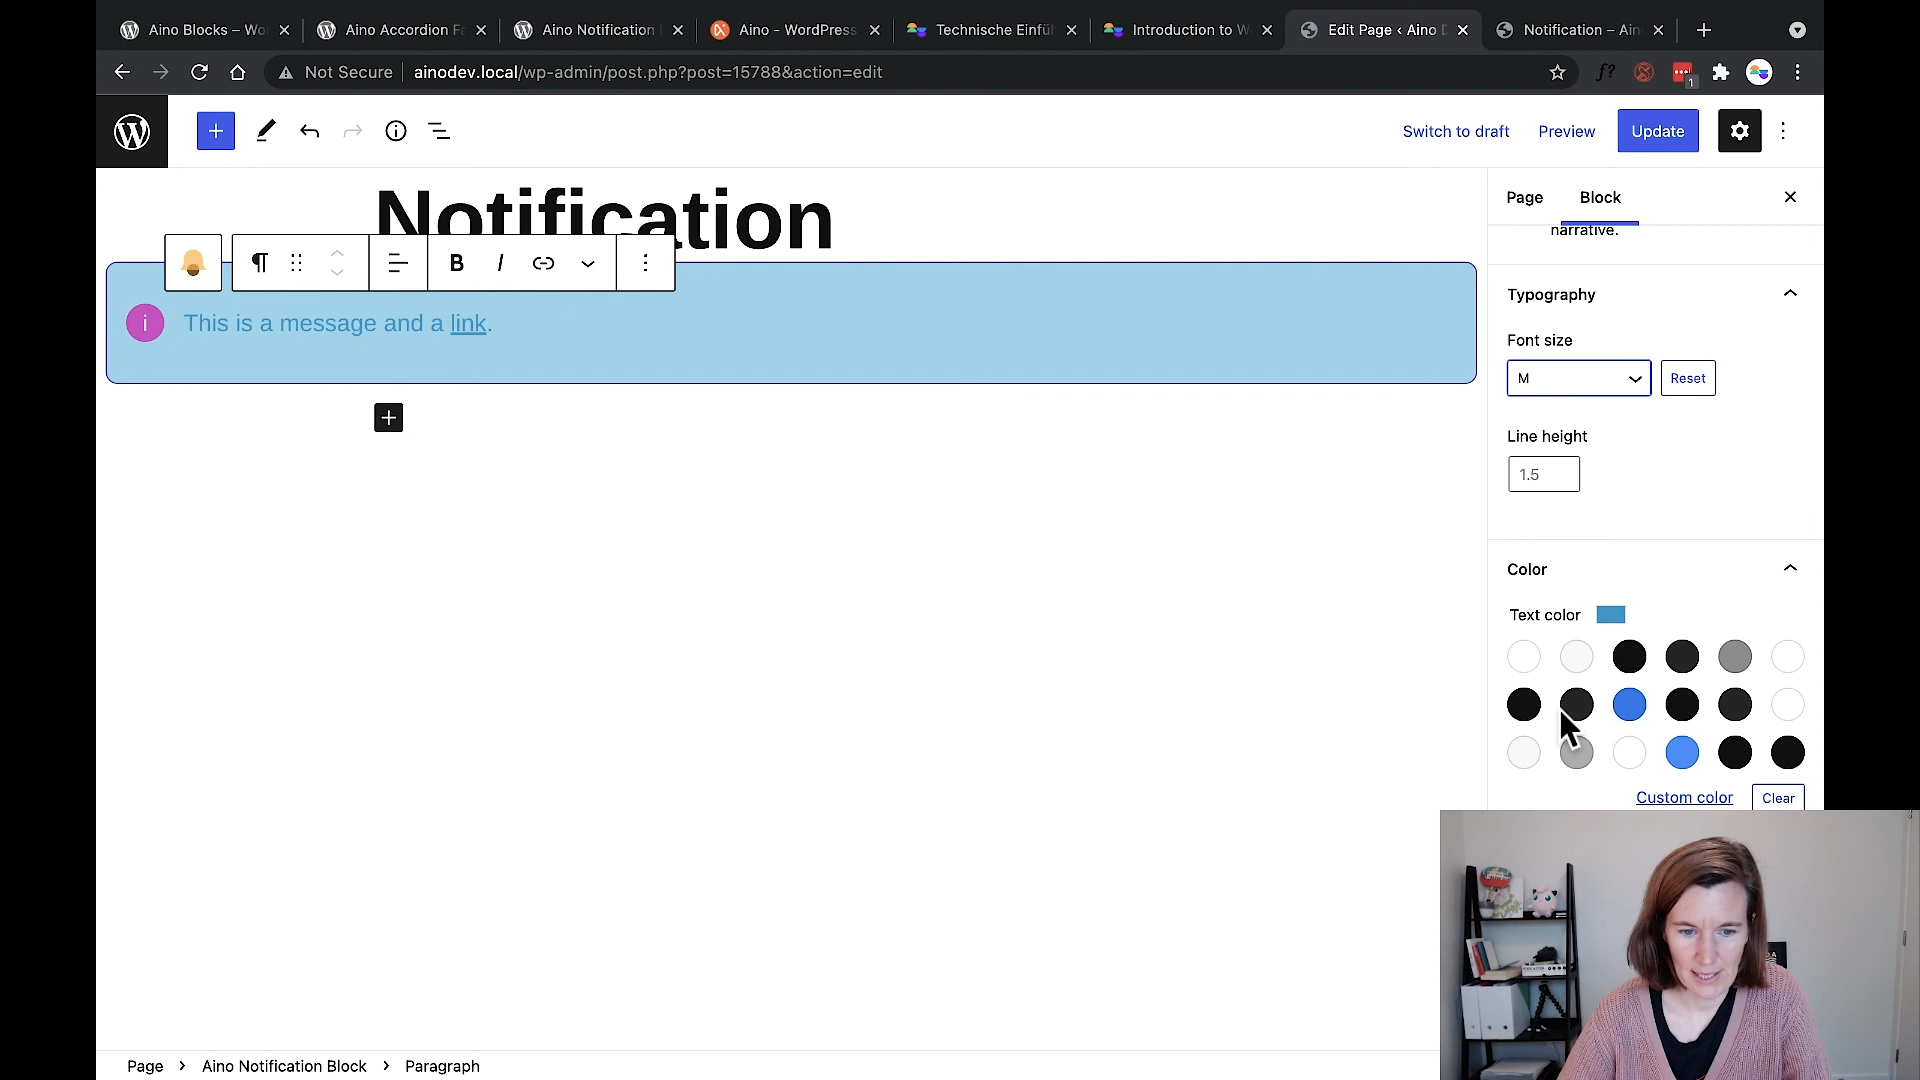 Aino Blocks – Wo
Aino Accordion Fa
Aino Notification
Aino - WordPress
Technische Einfüh
Introduction to W
Edit Page ‹ Aino D
Notification – Ain
Not Secure
ainodev.local/wp-admin/post.php?post=15788&action=edit
f?
1
Switch to draft
Preview
Update
Notification
B I
i
This is a message and a link.
Page
Block
narrative.
Typography
Font size
M
Reset
Line height
1.5
Color
Text color
Custom color
Clear
Page > Aino Notification Block > Paragraph